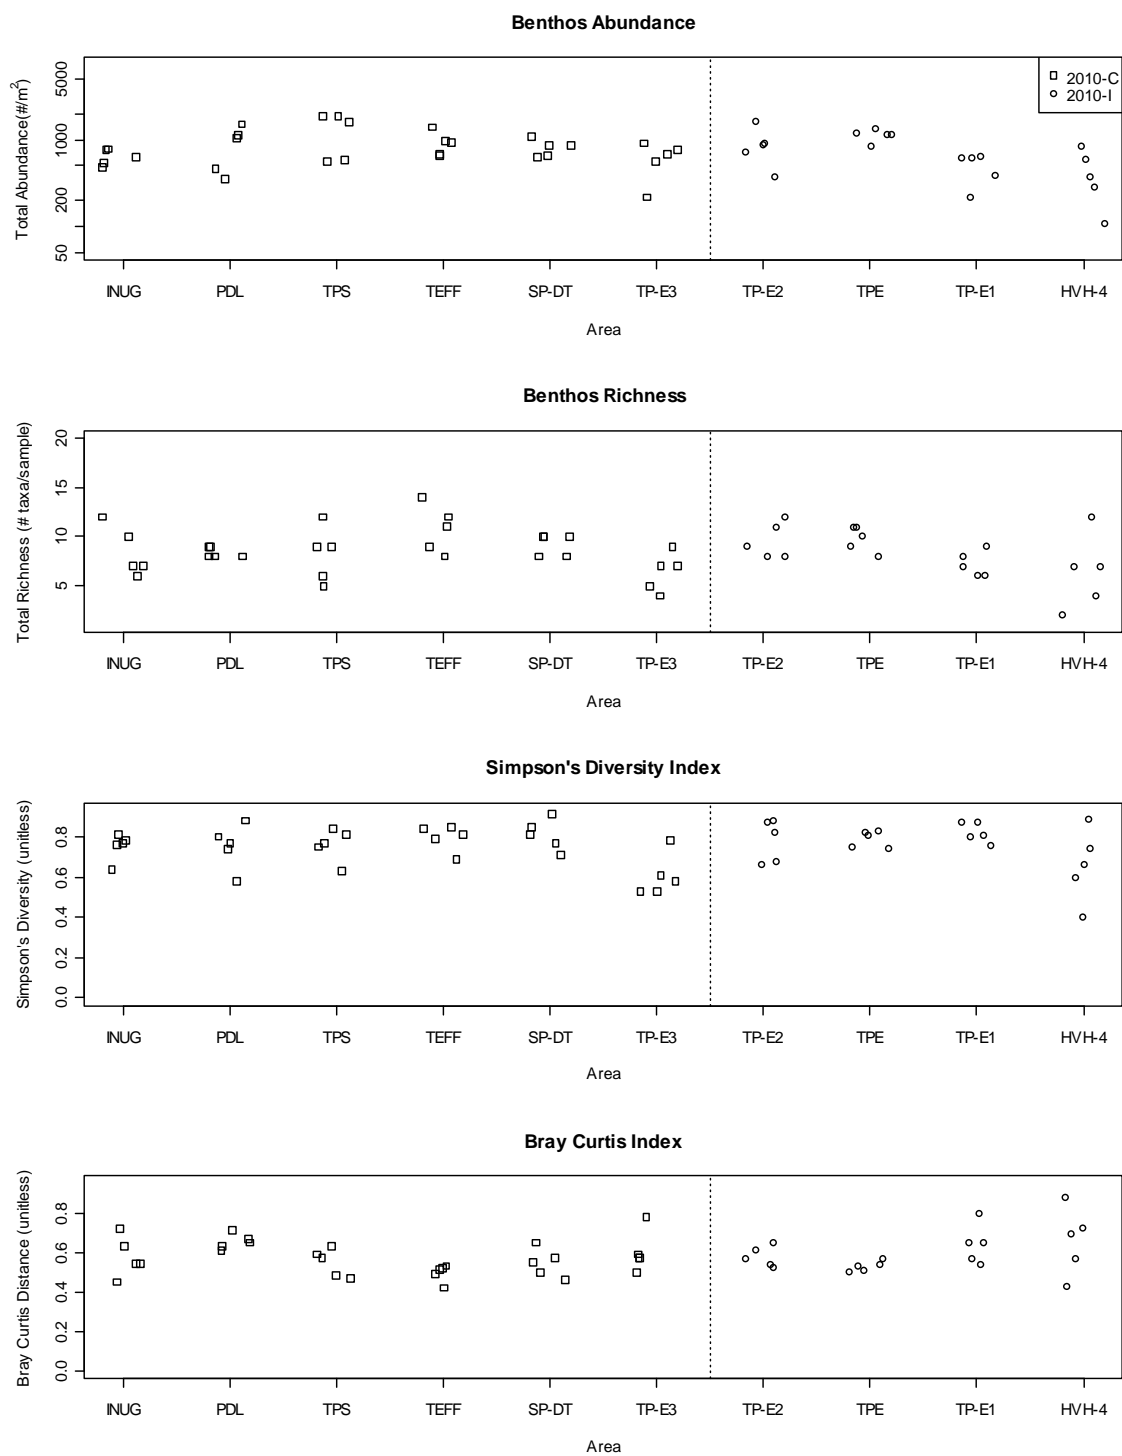 Benthos Abundance
Total Abundance(#/m²)
5000
1000
200
50
2010-C
2010-I
INUG PDL TPS TEFF SP-DT TP-E3 TP-E2 TPE TP-E1 HVH-4
Area
Benthos Richness
Total Richness (# taxa/sample)
20
15
10
5
INUG PDL TPS TEFF SP-DT TP-E3 TP-E2 TPE TP-E1 HVH-4
Area
Simpson's Diversity Index
Simpson's Diversity (unitless)
0.8
0.6
0.4
0.2
0.0
INUG PDL TPS TEFF SP-DT TP-E3 TP-E2 TPE TP-E1 HVH-4
Area
Bray Curtis Index
Bray Curtis Distance (unitless)
0.8
0.6
0.4
0.2
0.0
INUG PDL TPS TEFF SP-DT TP-E3 TP-E2 TPE TP-E1 HVH-4
Area